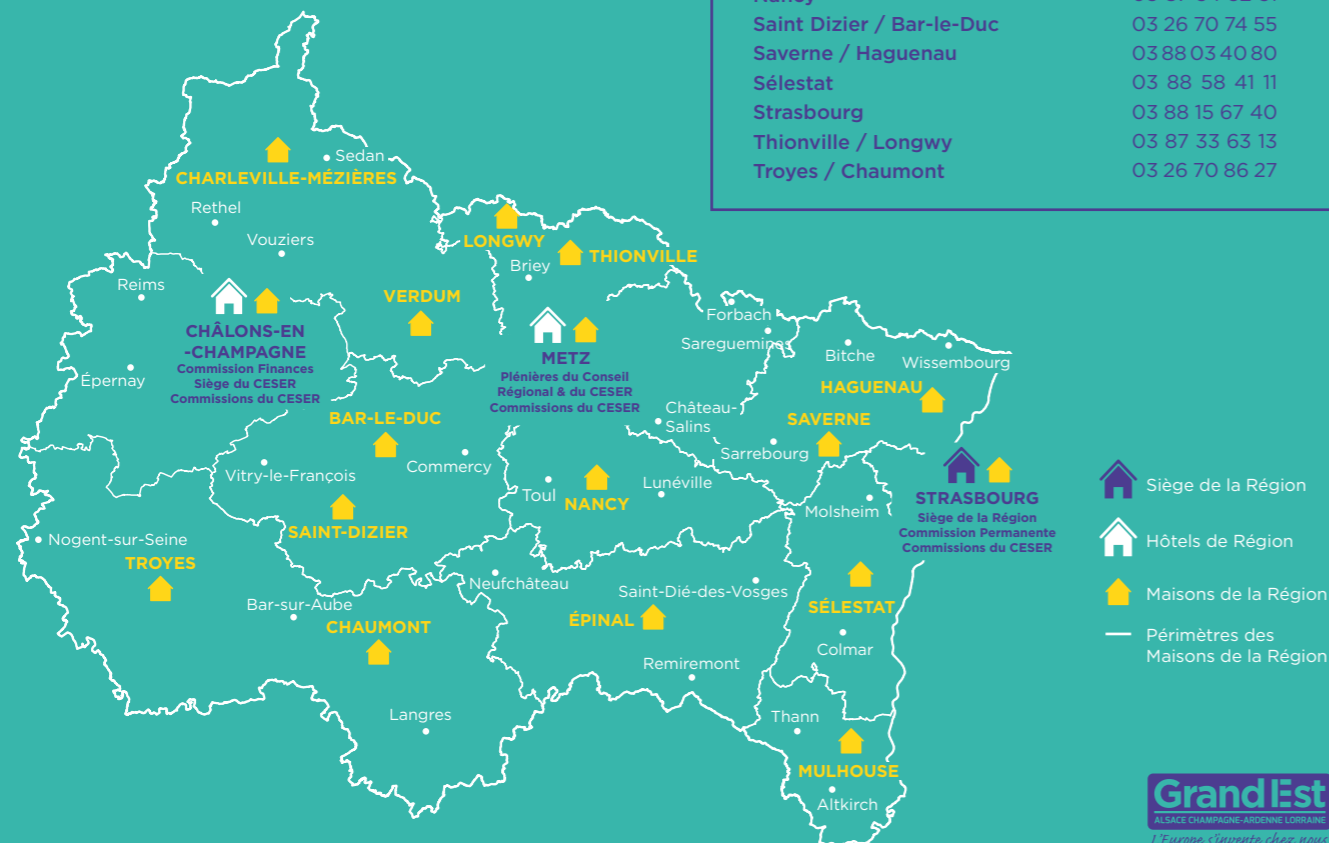 Saint Dizier / Bar-le-Duc 03 26 70 74 55
Saverne / Haguenau 03 88 03 40 80
Sélestat 03 88 58 41 11
Strasbourg 03 88 15 67 40
Thionville / Longwy 03 87 33 63 13
Troyes / Chaumont 03 26 70 86 27
Sedan
CHARLEVILLE-MÉZIÈRES
Rethel
Vouziers
LONGWY
THIONVILLE
Briey
Reims
VERDUM
CHÂLONS-EN
-CHAMPAGNE
Commission Finances
Siège du CESER
Commissions du CESER
Épernay
METZ
Plénières du Conseil
Régional & du CESER
Commissions du CESER
Forbach
Sareguemines
Bitche
Wissembourg
HAGUENAU
Château-
Salins
SAVERNE
Sarrebourg
BAR-LE-DUC
Vitry-le-François
Commercy
Toul
NANCY
Lunéville
Molsheim
STRASBOURG
Siège de la Région
Commission Permanente
Commissions du CESER
SAINT-DIZIER
Nogent-sur-Seine
TROYES
Bar-sur-Aube
CHAUMONT
Neufchâteau
Saint-Dié-des-Vosges
ÉPINAL
SÉLESTAT
Colmar
Remiremont
Langres
Thann
MULHOUSE
Altkirch
Siège de la Région
Hôtels de Région
Maisons de la Région
Périmètres des
Maisons de la Région
Grand Est
ALSACE CHAMPAGNE-ARDENNE LORRAINE
L'Europe s'invente chez nous